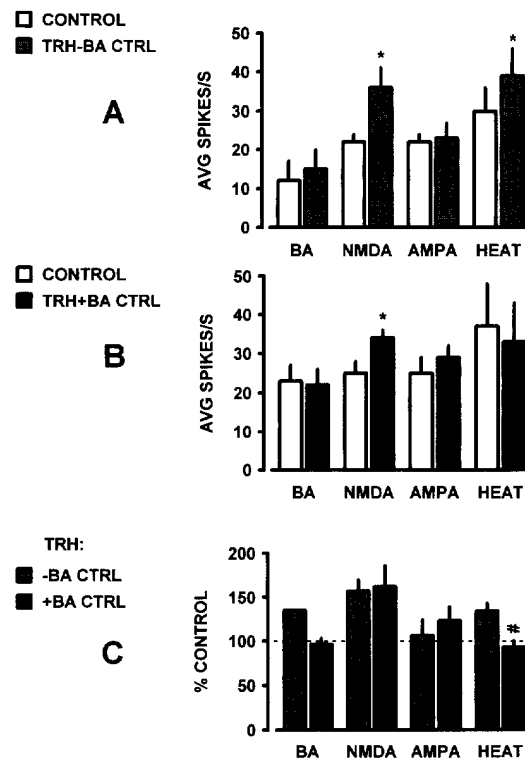 CONTROL
TRH-BA CTRL
A
AVG SPIKES/S
50
40
30
20
10
0
* *
BA NMDA AMPA HEAT
CONTROL
TRH+BA CTRL
B
AVG SPIKES/S
50
40
30
20
10
0
*
BA NMDA AMPA HEAT
TRH:
-BA CTRL
+BA CTRL
C
% CONTROL
200
150
100
50
0
#
BA NMDA AMPA HEAT